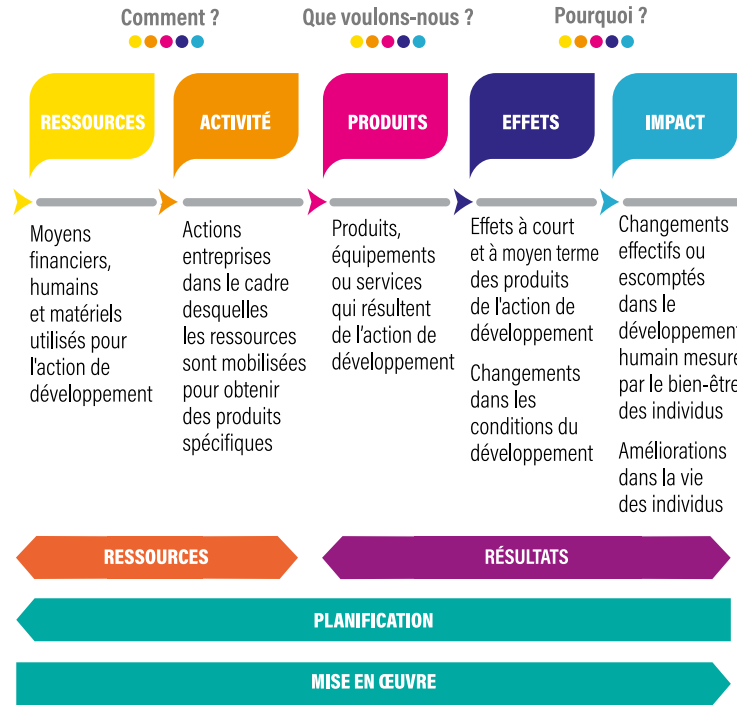 Comment ?
Que voulons-nous ?
Pourquoi ?
RESSOURCES
ACTIVITÉ
PRODUITS
EFFETS
IMPACT
Moyens
financiers,
humains
et matériels
utilisés pour
l'action de
développement
Actions
entreprises
dans le cadre
desquelles
les ressources
sont mobilisées
pour obtenir
des produits
spécifiques
Produits,
équipements
ou services
qui résultent
de l'action de
développement
Effets à court
et à moyen terme
des produits
de l'action de
développement
Changements
dans les
conditions du
développement
Changements
effectifs ou
escomptés
dans le
développement
humain mesuré
par le bien-être
des individus
Améliorations
dans la vie
des individus
RESSOURCES
RÉSULTATS
PLANIFICATION
MISE EN ŒUVRE